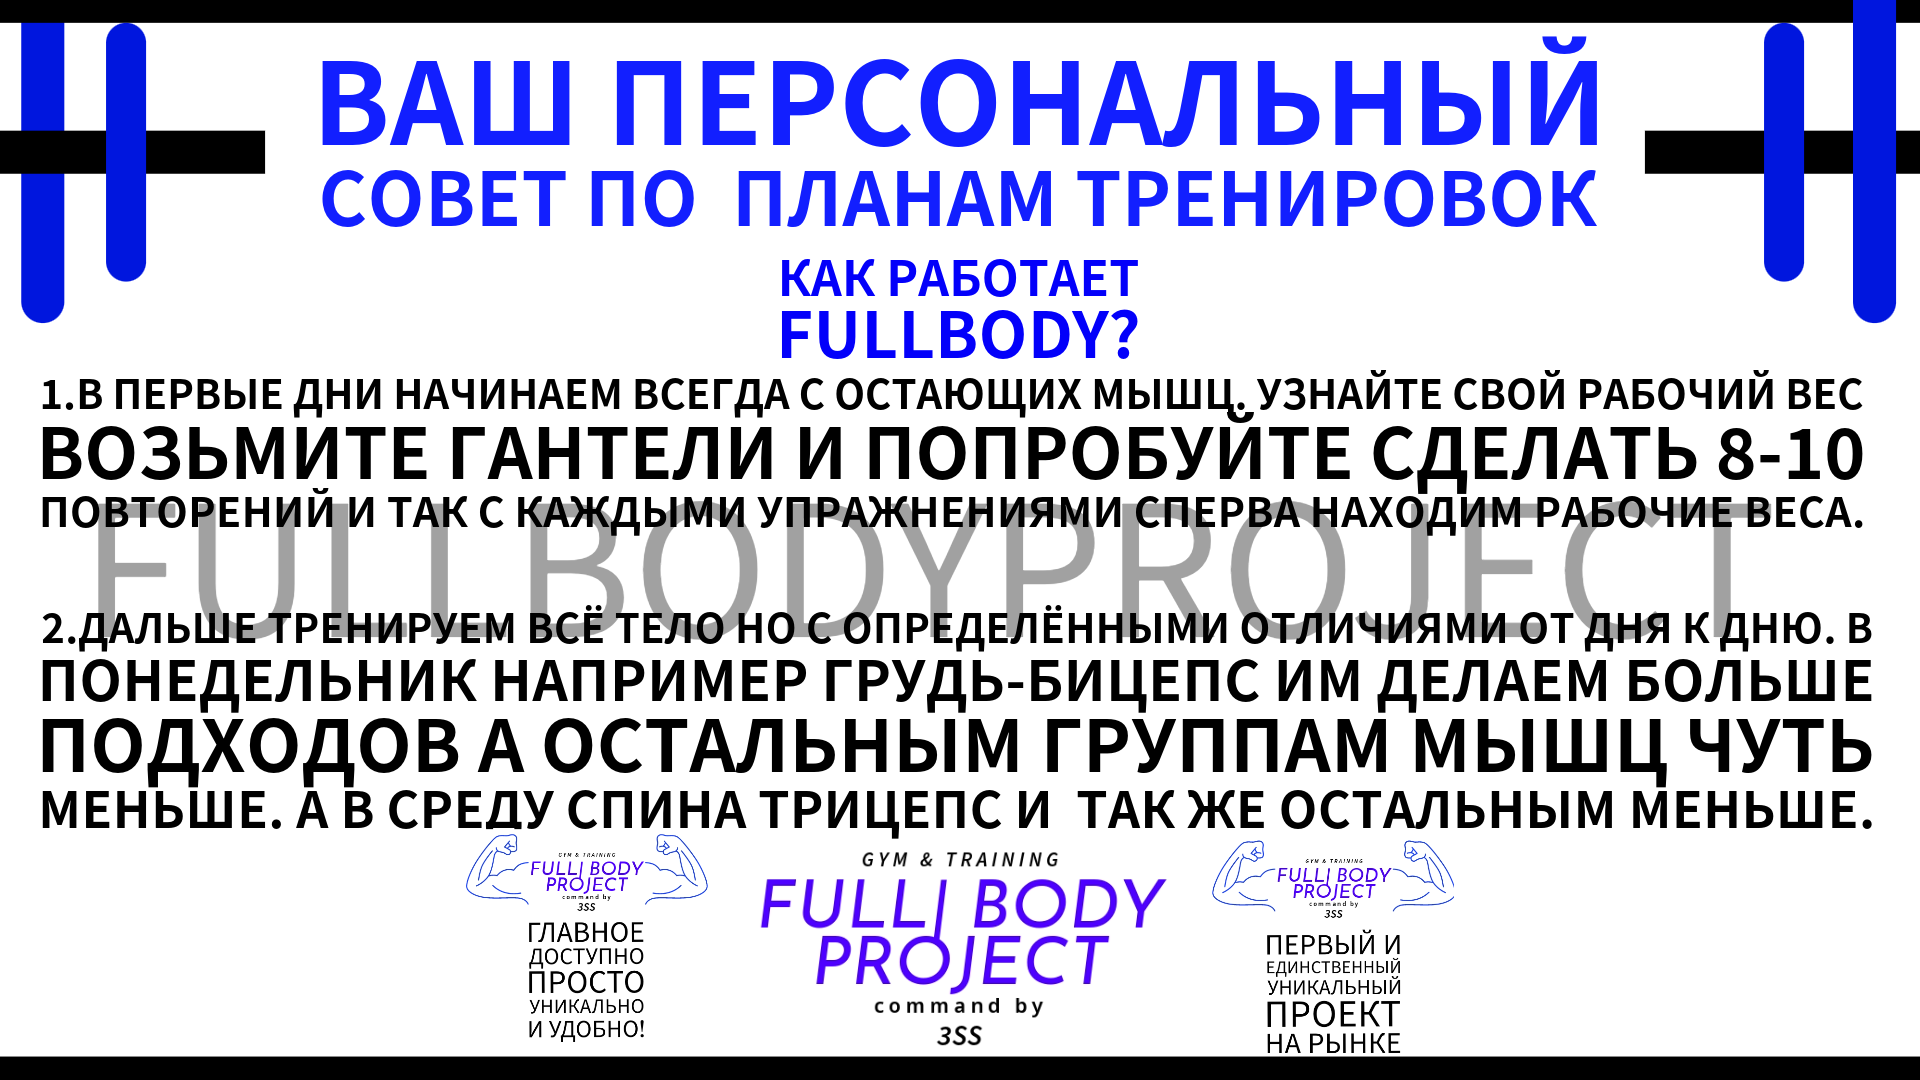 ВАШ ПЕРСОНАЛЬНЫЙ
СОВЕТ ПО ПЛАНАМ ТРЕНИРОВОК
КАК РАБОТАЕТ
FULLBODY?
1.В ПЕРВЫЕ ДНИ НАЧИНАЕМ ВСЕГДА С ОСТАЮЩИХ МЫШЦ. УЗНАЙТЕ СВОЙ РАБОЧИЙ ВЕС
ВОЗЬМИТЕ ГАНТЕЛИ И ПОПРОБУЙТЕ СДЕЛАТЬ 8-10
ПОВТОРЕНИЙ И ТАК С КАЖДЫМИ УПРАЖНЕНИЯМИ СПЕРВА НАХОДИМ РАБОЧИЕ ВЕСА.
FULLBODYPROJECT
2.ДАЛЬШЕ ТРЕНИРУЕМ ВСЁ ТЕЛО НО С ОПРЕДЕЛЁННЫМИ ОТЛИЧИЯМИ ОТ ДНЯ К ДНЮ. В
ПОНЕДЕЛЬНИК НАПРИМЕР ГРУДЬ-БИЦЕПС ИМ ДЕЛАЕМ БОЛЬШЕ
ПОДХОДОВ А ОСТАЛЬНЫМ ГРУППАМ МЫШЦ ЧУТЬ
МЕНЬШЕ. А В СРЕДУ СПИНА ТРИЦЕПС И ТАК ЖЕ ОСТАЛЬНЫМ МЕНЬШЕ.
GYM & TRAINING
FULL| BODY
PROJECT
command by
3SS
ГЛАВНОЕ
ДОСТУПНО
ПРОСТО
УНИКАЛЬНО
И УДОБНО!
GYM & TRAINING
FULL| BODY
PROJECT
command by
3SS
GYM & TRAINING
FULL| BODY
PROJECT
command by
3SS
ПЕРВЫЙ И
ЕДИНСТВЕННЫЙ
УНИКАЛЬНЫЙ
ПРОЕКТ
НА РЫНКЕ